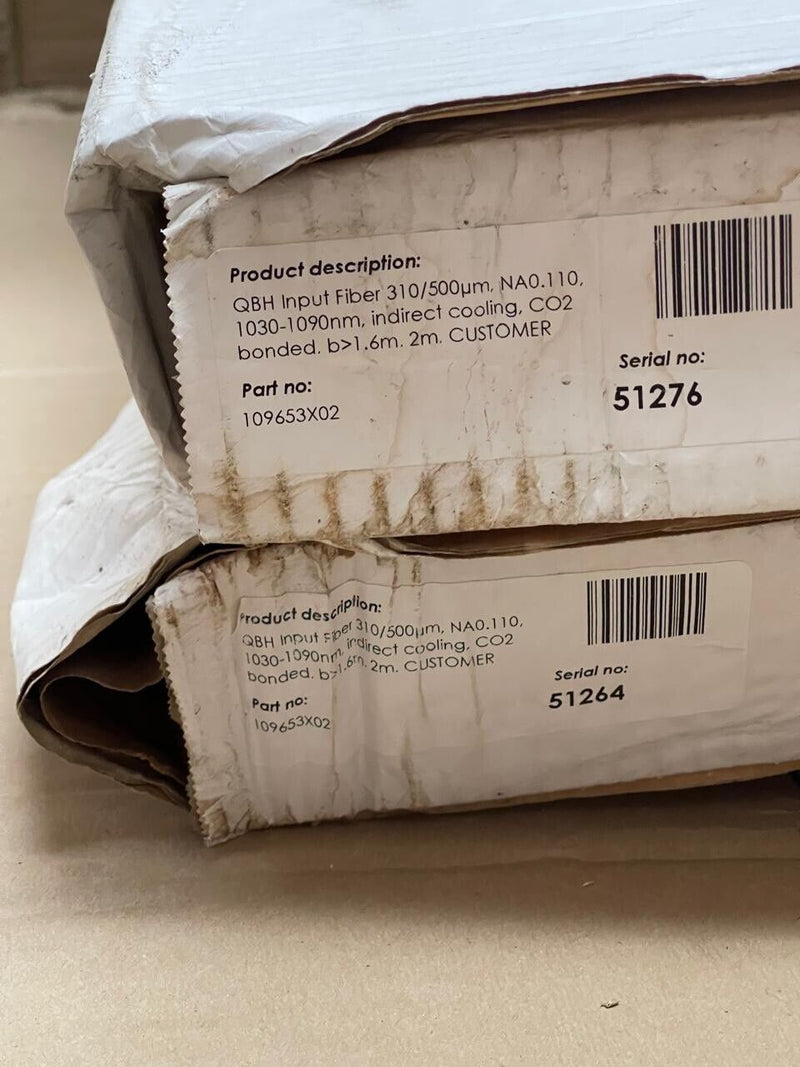 Product description:
QBH Input Fiber 310/500µm, NA0.110,
1030-1090nm, indirect cooling, CO2
bonded. b>1.6m. 2m. CUSTOMER
Part no:
109653X02
Serial no:
51276
Product description:
QBH Input Fiber 310/500µm, NA0.110,
1030-1090nm, indirect cooling, CO2
bonded. b>1.6m. 2m. CUSTOMER
Part no:
109653X02
Serial no:
51264